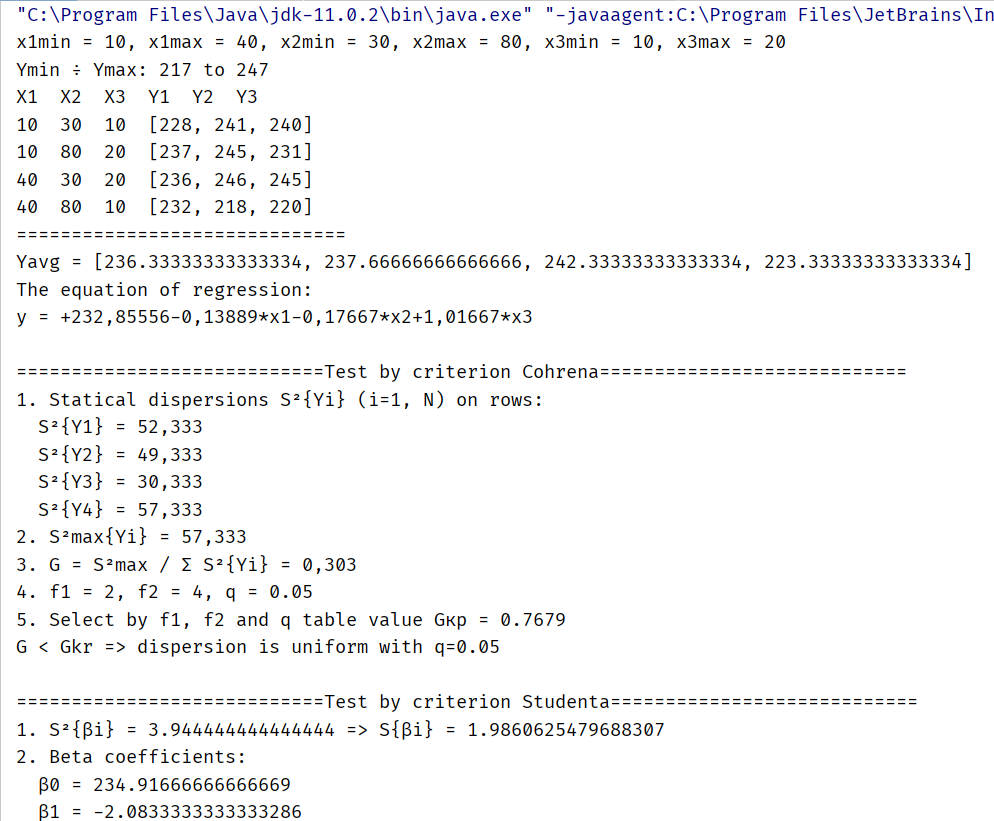 "C:\Program Files\Java\jdk-11.0.2\bin\java.exe" "-javaagent:C:\Program Files\JetBrains\In
x1min = 10, x1max = 40, x2min = 30, x2max = 80, x3min = 10, x3max = 20
Ymin ÷ Ymax: 217 to 247
X1  X2  X3  Y1  Y2  Y3
10  30  10  [228, 241, 240]
10  80  20  [237, 245, 231]
40  30  20  [236, 246, 245]
40  80  10  [232, 218, 220]
==============================
Yavg = [236.33333333333334, 237.66666666666666, 242.33333333333334, 223.33333333333334]
The equation of regression:
y = +232,85556-0,13889*x1-0,17667*x2+1,01667*x3
============================Test by criterion Cohrena============================
1. Statical dispersions S²{Yi} (i=1, N) on rows:
  S²{Y1} = 52,333
  S²{Y2} = 49,333
  S²{Y3} = 30,333
  S²{Y4} = 57,333
2. S²max{Yi} = 57,333
3. G = S²max / Σ S²{Yi} = 0,303
4. f1 = 2, f2 = 4, q = 0.05
5. Select by f1, f2 and q table value Gкр = 0.7679
G < Gkr => dispersion is uniform with q=0.05
============================Test by criterion Studenta============================
1. S²{βi} = 3.944444444444444 => S{βi} = 1.9860625479688307
2. Beta coefficients:
  β0 = 234.91666666666669
  β1 = -2.0833333333333286